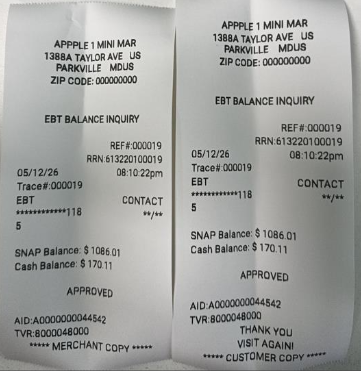 APPPLE 1 MINI MAR
1388A TAYLOR AVE US
PARKVILLE MDUS
ZIP CODE: 000000000
EBT BALANCE INQUIRY
REF#:000019
RRN:613220100019
05/12/26 08:10:22pm
Trace#:000019
EBT CONTACT
************118 **/**
5
SNAP Balance: $ 1086.01
Cash Balance: $ 170.11
APPROVED
AID:A0000000044542
TVR:8000048000
***** MERCHANT COPY *****
APPPLE 1 MINI MAR
1388A TAYLOR AVE US
PARKVILLE MDUS
ZIP CODE: 000000000
EBT BALANCE INQUIRY
REF#:000019
RRN:613220100019
05/12/26 08:10:22pm
Trace#:000019
EBT CONTACT
************118 **/**
5
SNAP Balance: $ 1086.01
Cash Balance: $ 170.11
APPROVED
AID:A0000000044542
TVR:8000048000
THANK YOU
VISIT AGAIN!
***** CUSTOMER COPY *****